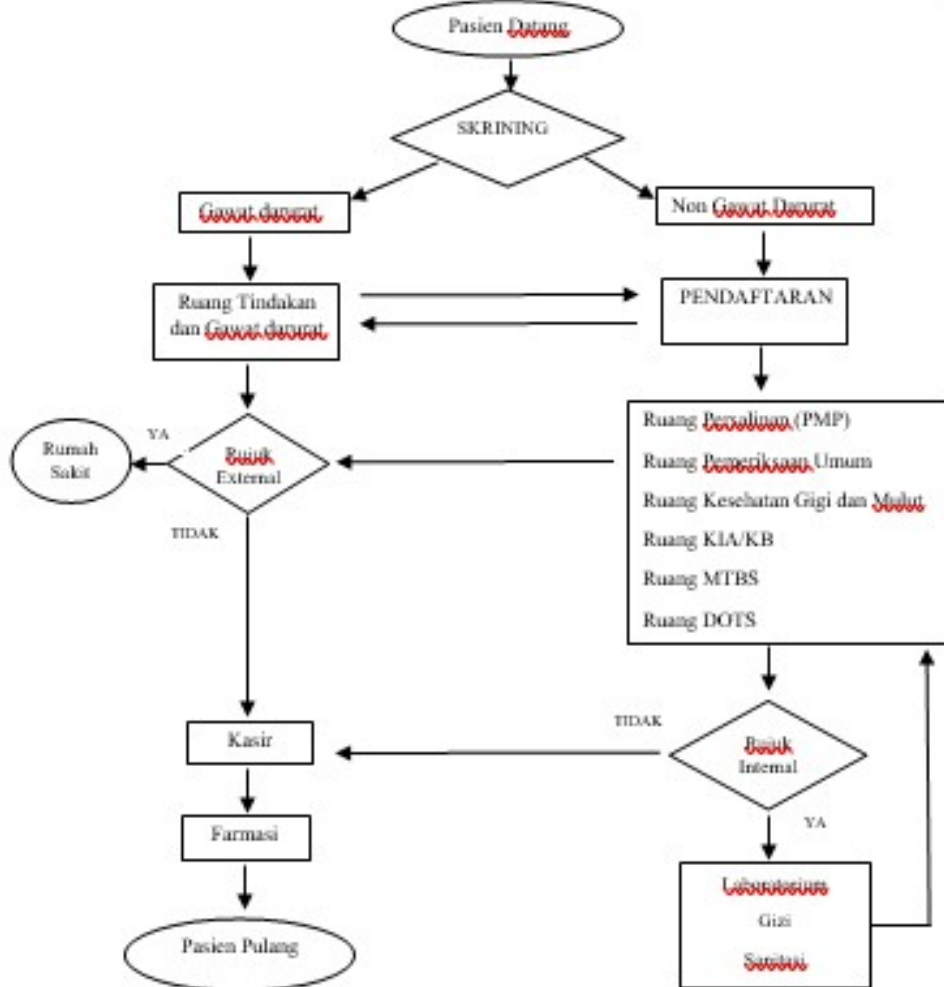 Pasien Datang
SKRINING
Gawat darurat
Non Gawat Darurat
Ruang Tindakan
dan Gawat darurat
PENDAFTARAN
Ruang Persalinan (PMP)
Ruang Pemeriksaan Umum
Ruang Kesehatan Gigi dan Mulut
Ruang KIA/KB
Ruang MTBS
Ruang DOTS
Rujuk
External
YA
Rumah
Sakit
TIDAK
Rujuk
Internal
TIDAK
YA
Laboratorium
Gizi
Sanitasi
Kasir
Farmasi
Pasien Pulang